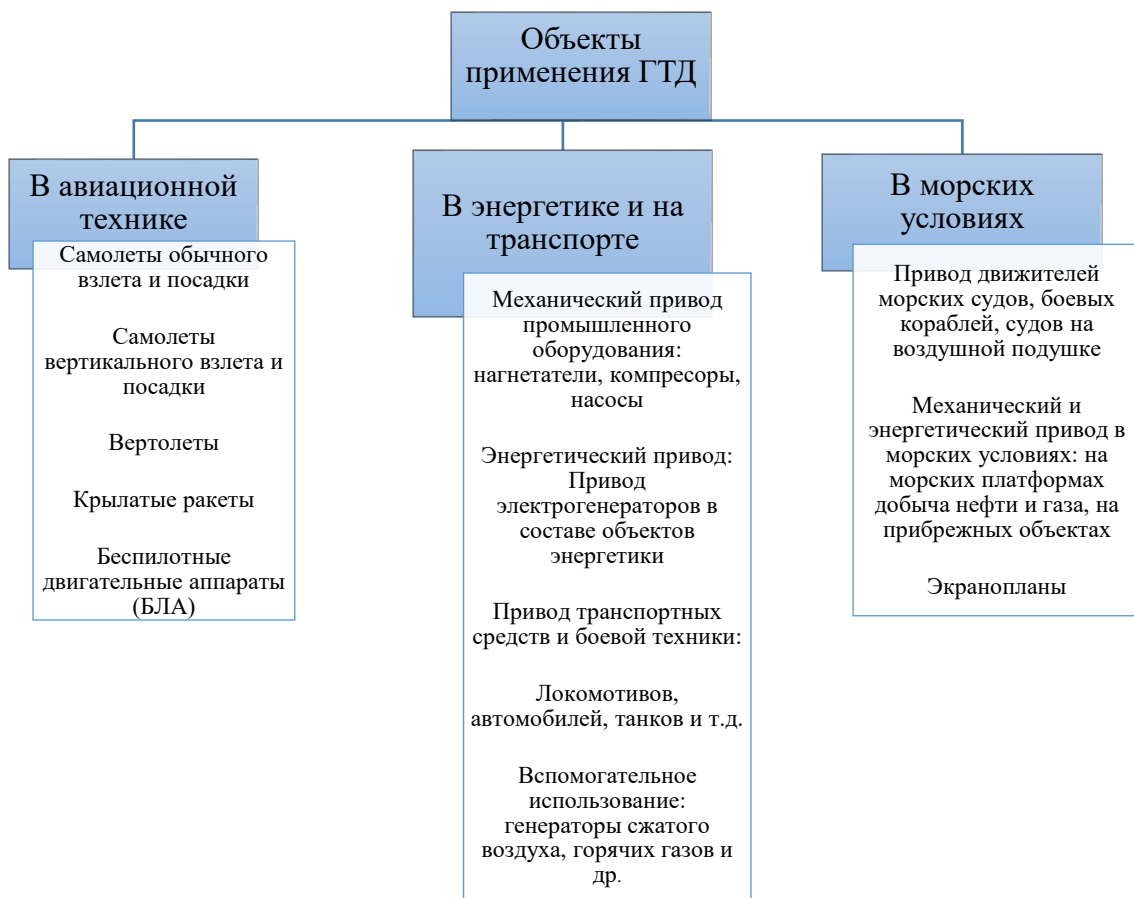 Объекты
применения ГТД
В авиационной
технике
Самолеты обычного
взлета и посадки
Самолеты
вертикального взлета и
посадки
Вертолеты
Крылатые ракеты
Беспилотные
двигательные аппараты
(БЛА)
В энергетике и на
транспорте
Механический привод
промышленного
оборудования:
нагнетатели, компресоры,
насосы
Энергетический привод:
Привод
электрогенераторов в
составе объектов
энергетики
Привод транспортных
средств и боевой техники:
Локомотивов,
автомобилей, танков и т.д.
Вспомогательное
использование:
генераторы сжатого
воздуха, горячих газов и
др.
В морских
условиях
Привод движителей
морских судов, боевых
кораблей, судов на
воздушной подушке
Механический и
энергетический привод в
морских условиях: на
морских платформах
добыча нефти и газа, на
прибрежных объектах
Экранопланы